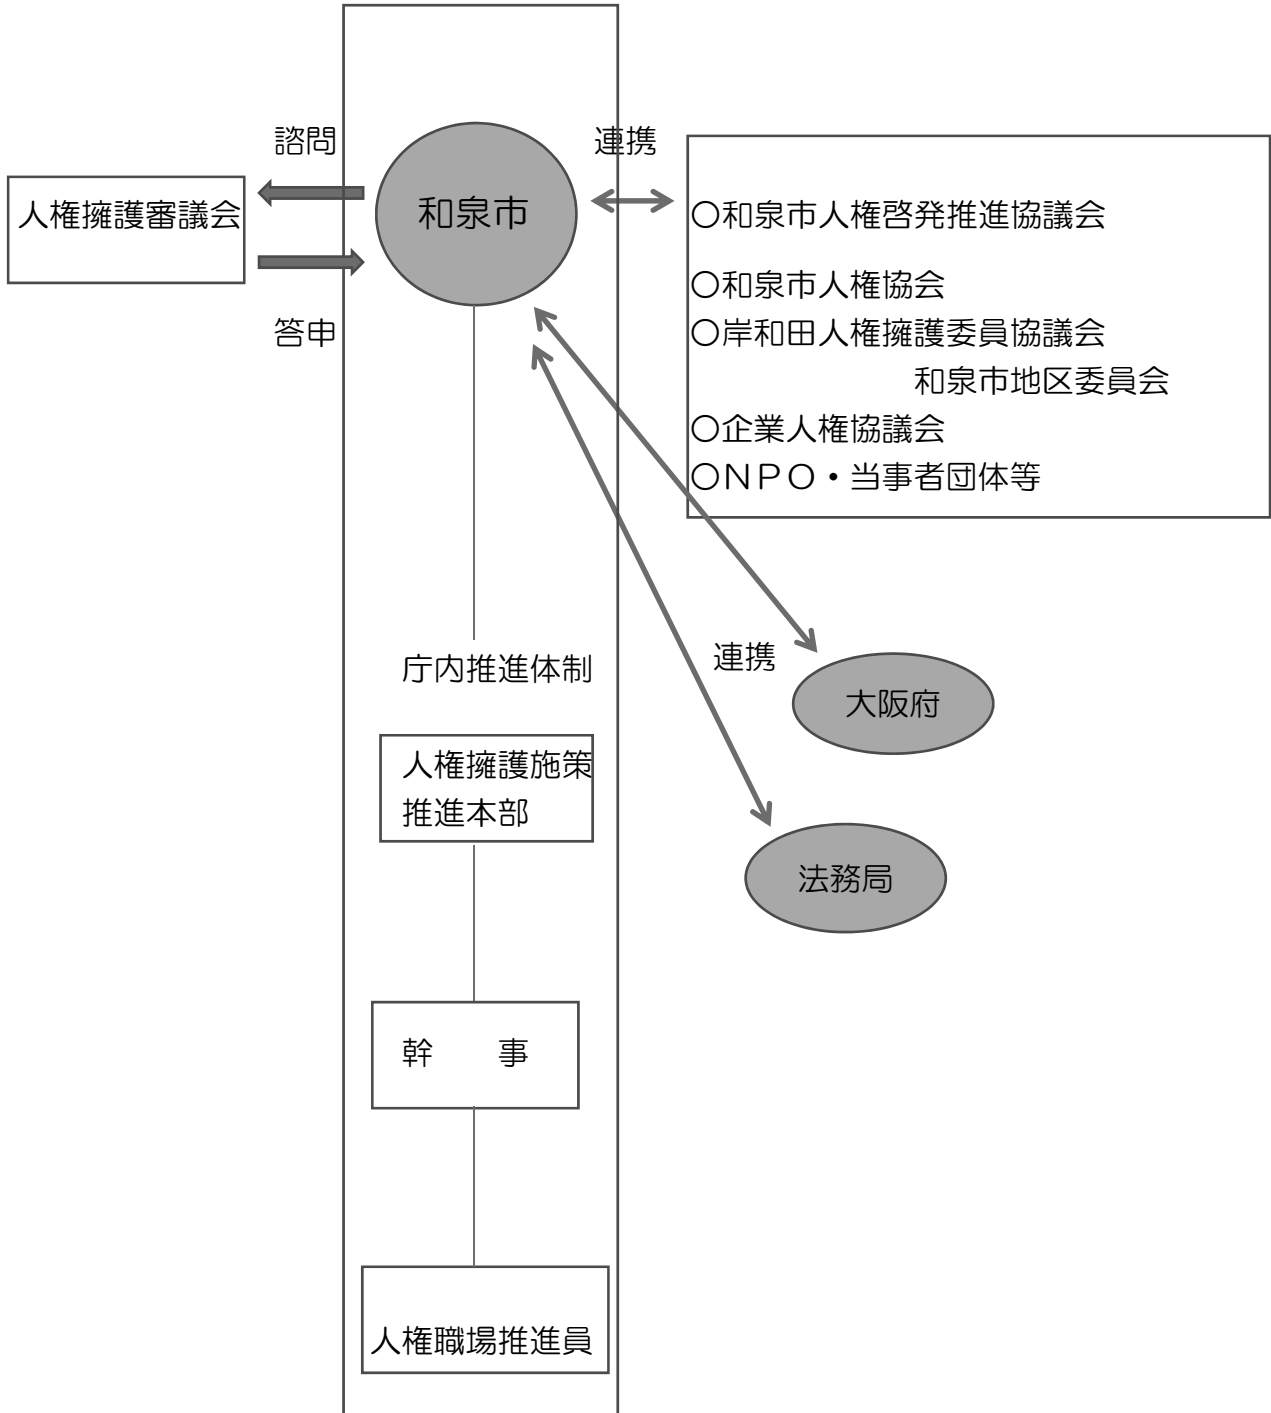 諮問
連携
人権擁護審議会
和泉市
〇和泉市人権啓発推進協議会
〇和泉市人権協会
答申
〇岸和田人権擁護委員協議会
和泉市地区委員会
〇企業人権協議会
〇ＮＰＯ・当事者団体等
庁内推進体制
連携
大阪府
人権擁護施策
推進本部
法務局
幹　　事
人権職場推進員